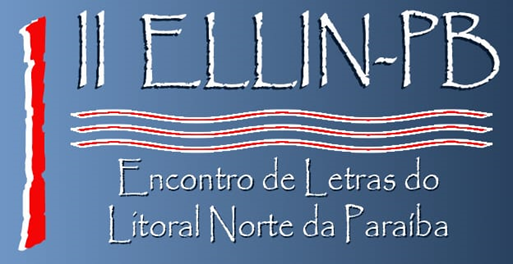 II ELLIN-PB
Encontro de Letras do
Litoral Norte da Paraíba